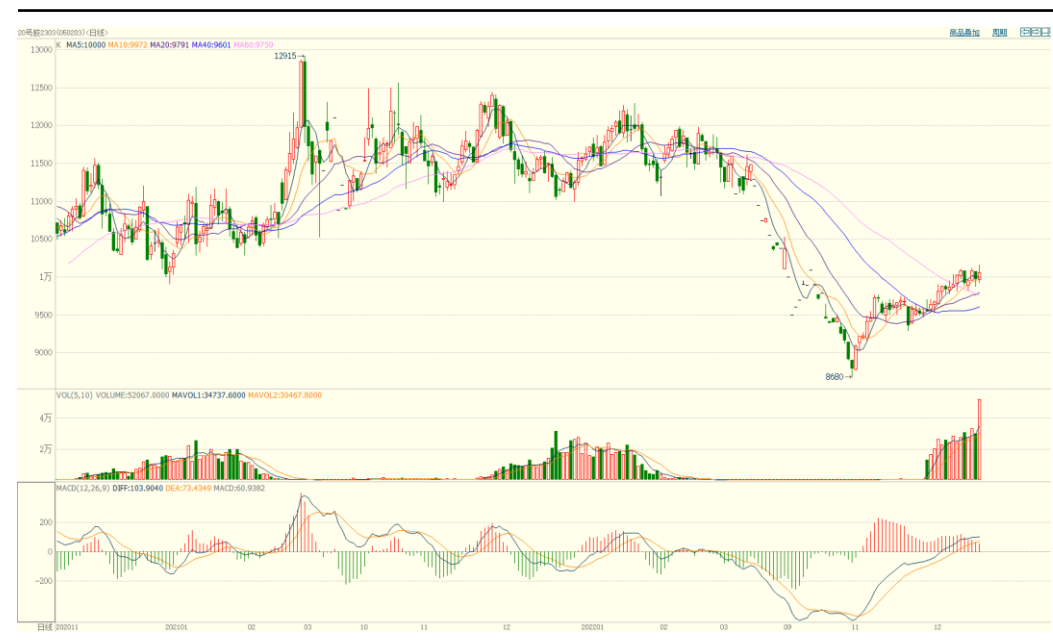 20号胶2303(050203)<日线>
商品叠加 周期
K MA5:10000 MA10:9972 MA20:9791 MA40:9601 MA60:9759
13000
12915
12500
12000
11500
11000
10500
1万
9500
9000
8680
VOL(5,10) VOLUME:52067.0000 MAVOL1:34737.6000 MAVOL2:30467.8000
4万
2万
MACD(12,26,9) DIFF:103.9040 DEA:73.4349 MACD:60.9382
200
0
-200
日线 202011 202101 02 03 10 11 12 202201 02 03 09 11 12